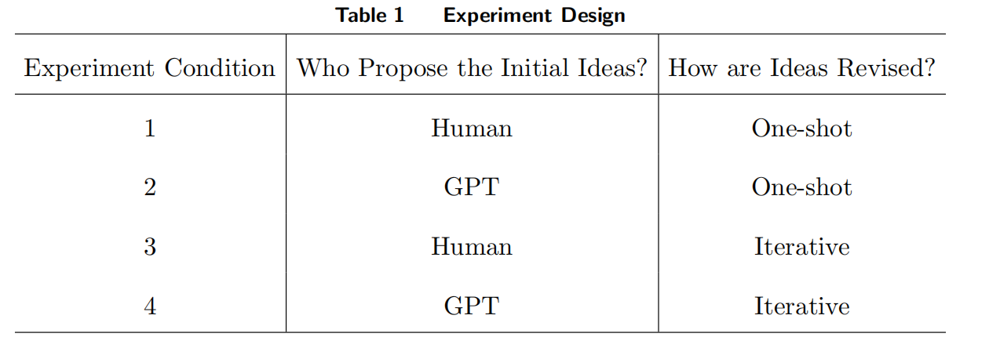 Table 1 Experiment Design
Experiment Condition Who Propose the Initial Ideas? How are Ideas Revised?
1 Human One-shot
2 GPT One-shot
3 Human Iterative
4 GPT Iterative